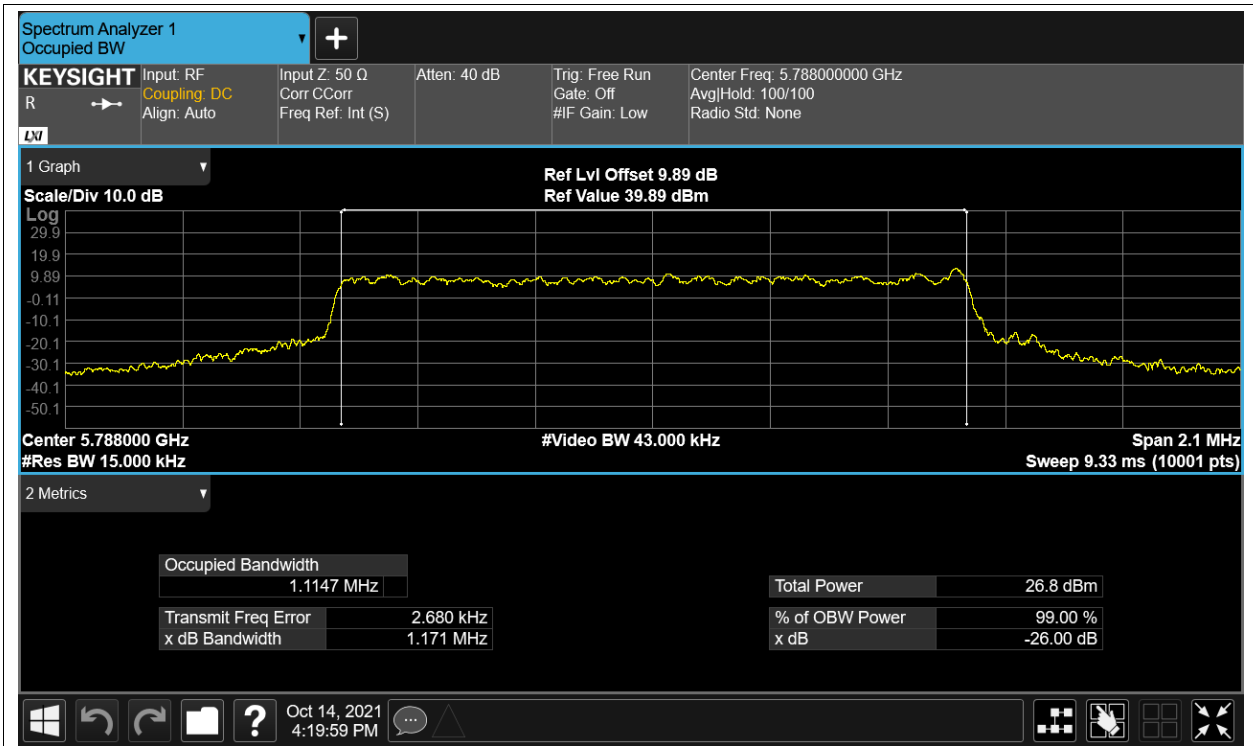 Spectrum Analyzer 1
Occupied BW
KEYSIGHT
R
LXI
Input: RF
Coupling: DC
Align: Auto
Input Z: 50 Ω
Corr CCorr
Freq Ref: Int (S)
Atten: 40 dB
Trig: Free Run
Gate: Off
#IF Gain: Low
Center Freq: 5.788000000 GHz
Avg|Hold: 100/100
Radio Std: None
1 Graph
Scale/Div 10.0 dB
Ref Lvl Offset 9.89 dB
Ref Value 39.89 dBm
Log
29.9
19.9
9.89
-0.11
-10.1
-20.1
-30.1
-40.1
-50.1
Center 5.788000 GHz
#Res BW 15.000 kHz
#Video BW 43.000 kHz
Span 2.1 MHz
Sweep 9.33 ms (10001 pts)
2 Metrics
Occupied Bandwidth
1.1147 MHz
Transmit Freq Error 2.680 kHz
x dB Bandwidth 1.171 MHz
Total Power 26.8 dBm
% of OBW Power 99.00 %
x dB -26.00 dB
?
Oct 14, 2021
4:19:59 PM